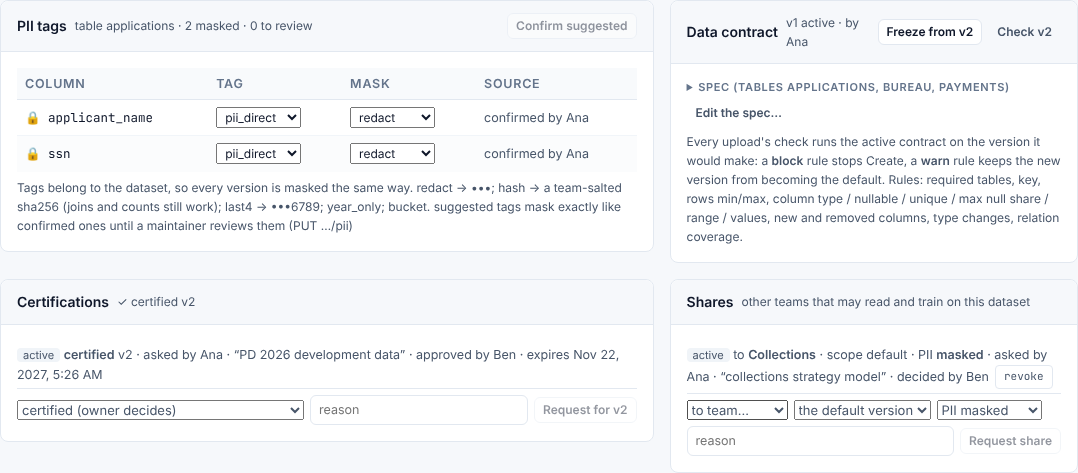 PII tags table applications · 2 masked · 0 to review Confirm suggested
COLUMN TAG MASK SOURCE
🔒 applicant_name pii_direct redact confirmed by Ana
🔒 ssn pii_direct redact confirmed by Ana
Tags belong to the dataset, so every version is masked the same way. redact → •••; hash → a team-salted
sha256 (joins and counts still work); last4 → •••6789; year_only; bucket. suggested tags mask exactly like
confirmed ones until a maintainer reviews them (PUT …/pii)
Data contract v1 active · by
Ana
Freeze from v2 Check v2
▶ SPEC (TABLES APPLICATIONS, BUREAU, PAYMENTS)
Edit the spec…
Every upload's check runs the active contract on the version it
would make: a block rule stops Create, a warn rule keeps the new
version from becoming the default. Rules: required tables, key,
rows min/max, column type / nullable / unique / max null share /
range / values, new and removed columns, type changes, relation
coverage.
Certifications ✓ certified v2
active certified v2 · asked by Ana · “PD 2026 development data” · approved by Ben · expires Nov 22,
2027, 5:26 AM
certified (owner decides) reason Request for v2
Shares other teams that may read and train on this dataset
active to Collections · scope default · PII masked · asked by
Ana · “collections strategy model” · decided by Ben revoke
to team… the default version PII masked
reason Request share